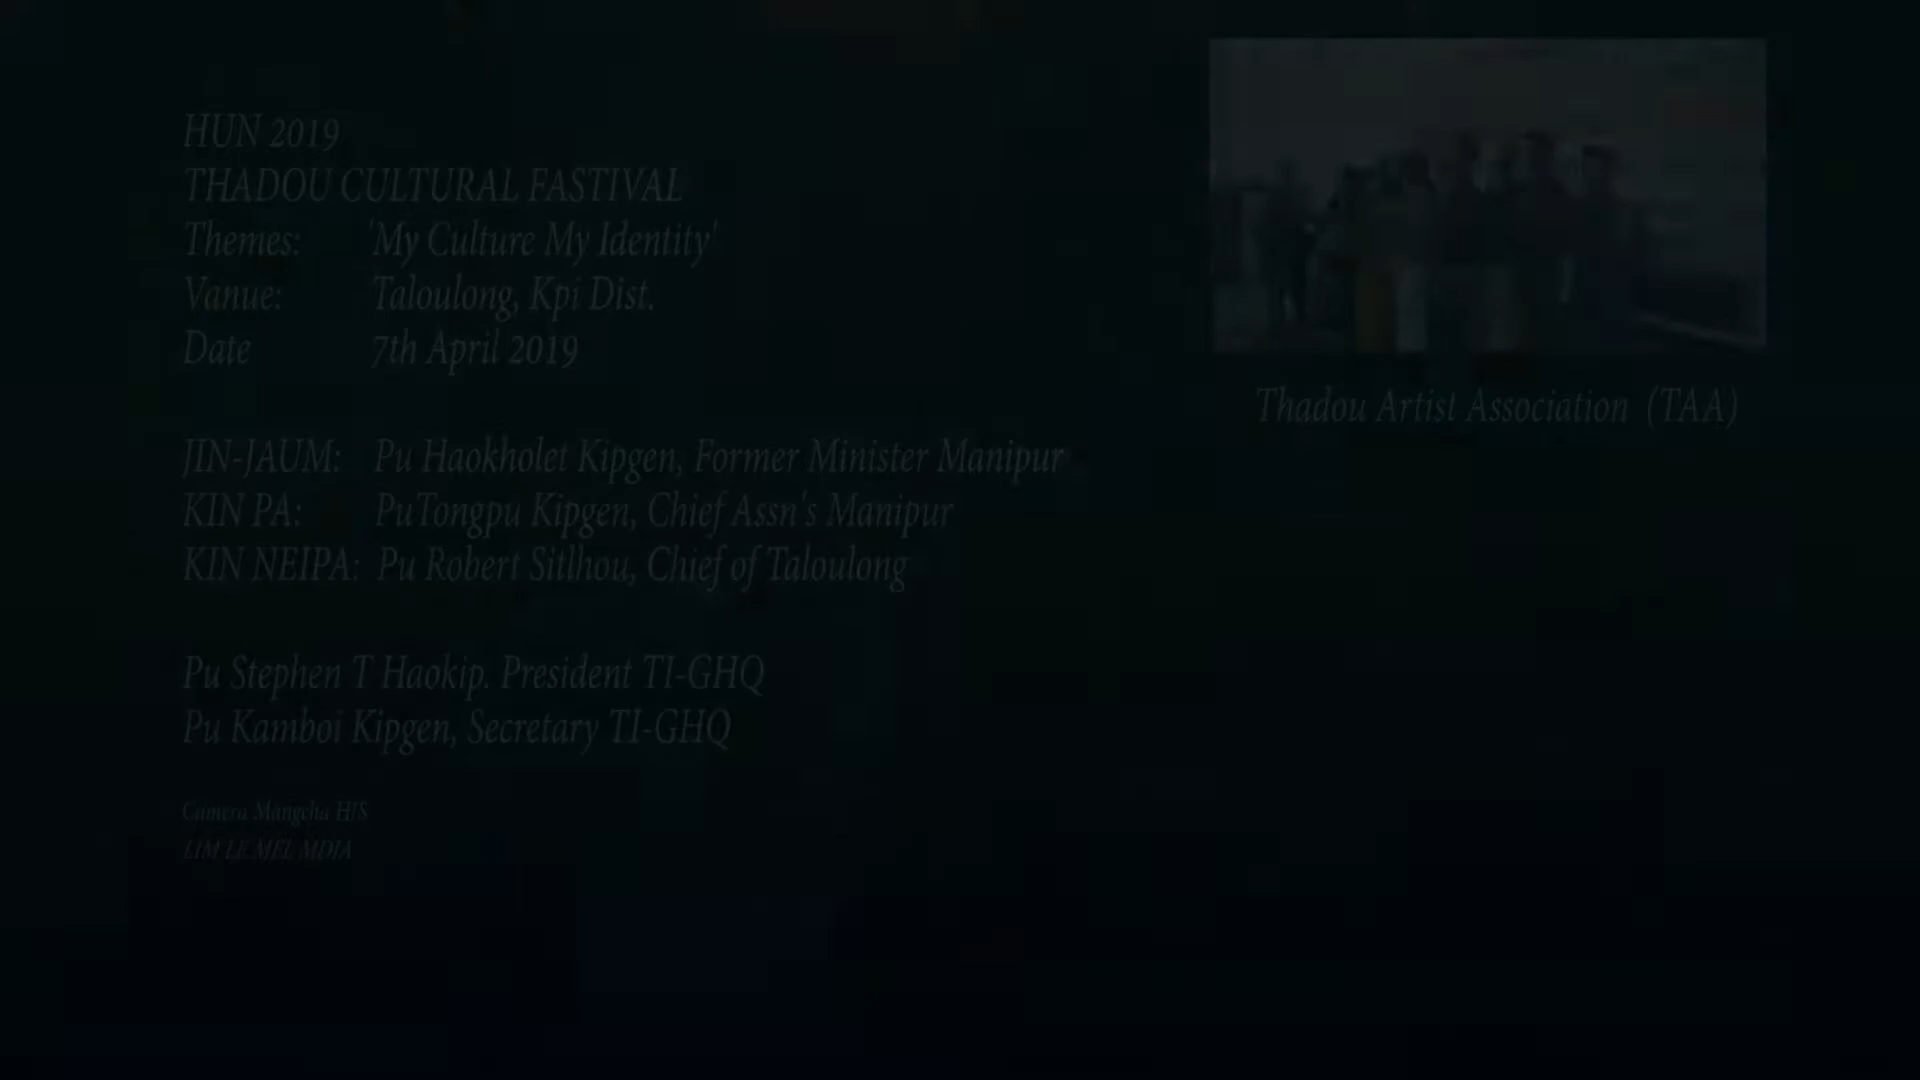 HUN 2019
THADOU CULTURAL FASTIVAL
Themes: 'My Culture My Identity'
Vanue: Taloulong, Kpi Dist.
Date 7th April 2019
JIN-JAUM: Pu Haokholet Kipgen, Former Minister Manipur
KIN PA: PuTongpu Kipgen, Chief Assn's Manipur
KIN NEIPA: Pu Robert Sitlhou, Chief of Taloulong
Pu Stephen T Haokip. President TI-GHQ
Pu Kamboi Kipgen, Secretary TI-GHQ
Camera Mangcha H/S
LIM MDIA
Thadou Artist Association (TAA)